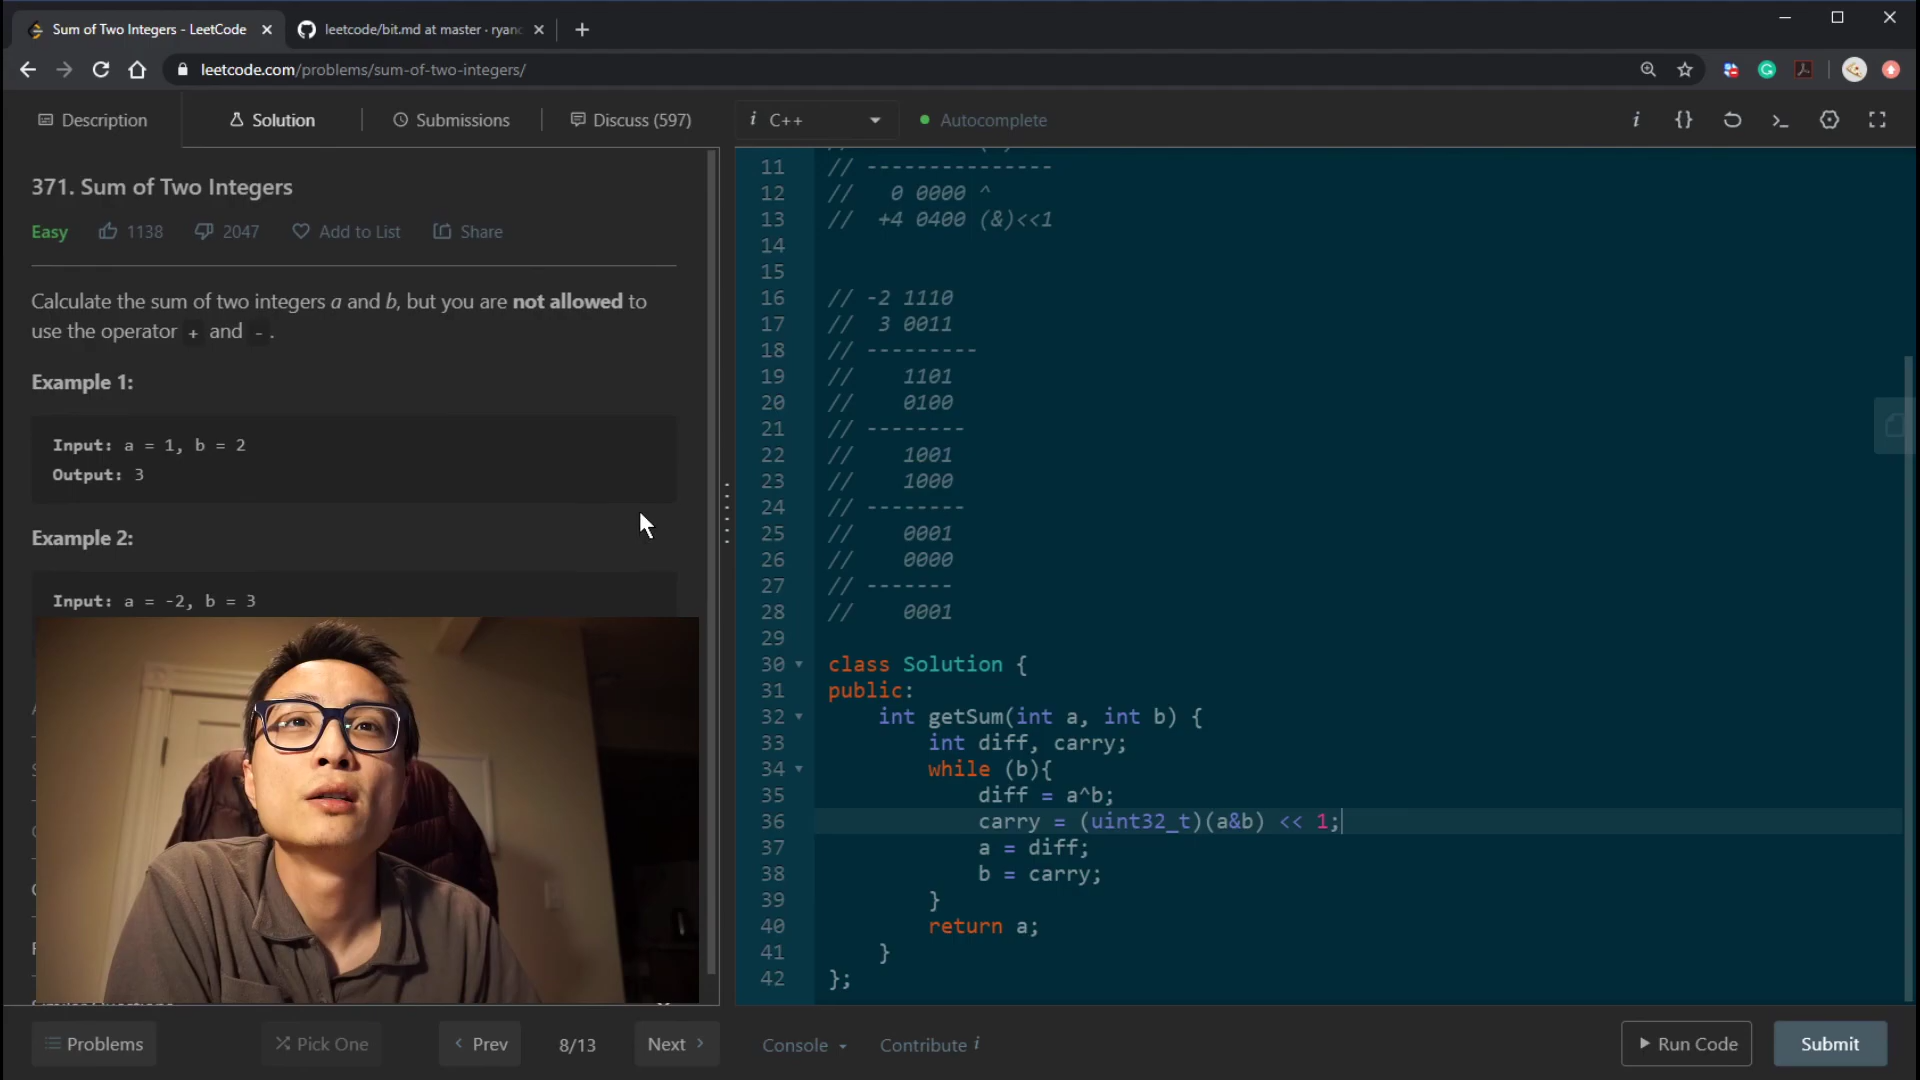 Sum of Two Integers - LeetCode
leetcode/bit.md at master · ryanc
leetcode.com/problems/sum-of-two-integers/
Description
Solution
Submissions
Discuss (597)
i C++
Autocomplete
371. Sum of Two Integers
Easy
1138
2047
Add to List
Share
Calculate the sum of two integers a and b, but you are not allowed to
use the operator + and -.
Example 1:
Input: a = 1, b = 2
Output: 3
Example 2:
Input: a = -2, b = 3
11 // ---------------
12 // 0 0000 ^
13 // +4 0400 (&)<<1
14
15
16 // -2 1110
17 // 3 0011
18 // ---------
19 // 1101
20 // 0100
21 // --------
22 // 1001
23 // 1000
24 // --------
25 // 0001
26 // 0000
27 // -------
28 // 0001
29
30 class Solution {
31 public:
32 int getSum(int a, int b) {
33 int diff, carry;
34 while (b){
35 diff = a^b;
36 carry = (uint32_t)(a&b) << 1;
37 a = diff;
38 b = carry;
39 }
40 return a;
41 }
42 };
Problems
Pick One
Prev
8/13
Next
Console
Contribute i
Run Code
Submit